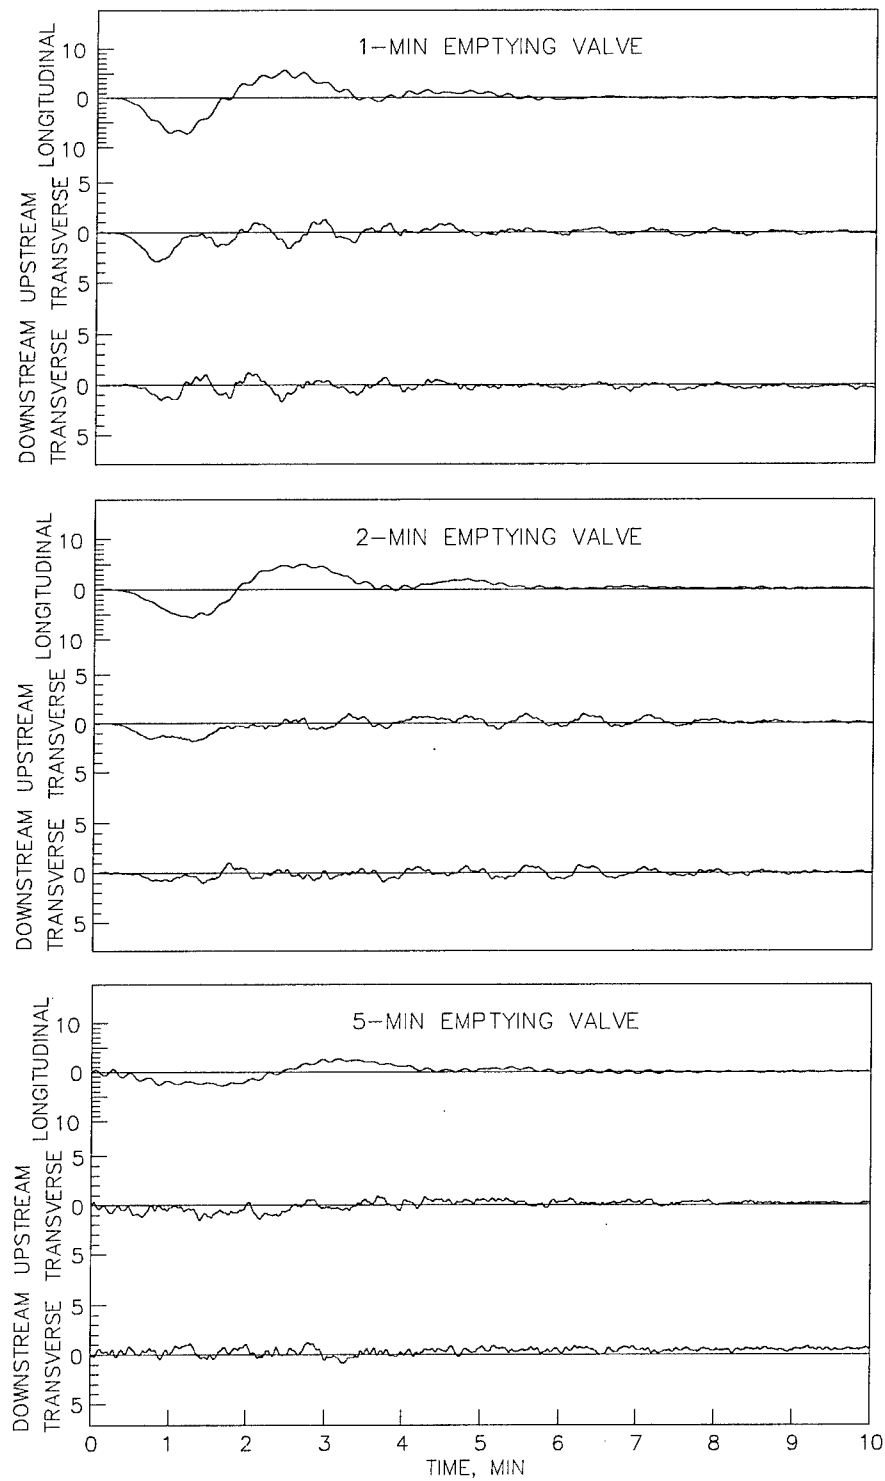 1-MIN EMPTYING VALVE
LONGITUDINAL
10
0
10
UPSTREAM
TRANSVERSE
5
0
5
DOWNSTREAM
TRANSVERSE
5
0
5
2-MIN EMPTYING VALVE
LONGITUDINAL
10
0
10
UPSTREAM
TRANSVERSE
5
0
5
DOWNSTREAM
TRANSVERSE
5
0
5
5-MIN EMPTYING VALVE
LONGITUDINAL
10
0
10
UPSTREAM
TRANSVERSE
5
0
5
DOWNSTREAM
TRANSVERSE
5
0
5
0 1 2 3 4 5 6 7 8 9 10
TIME, MIN